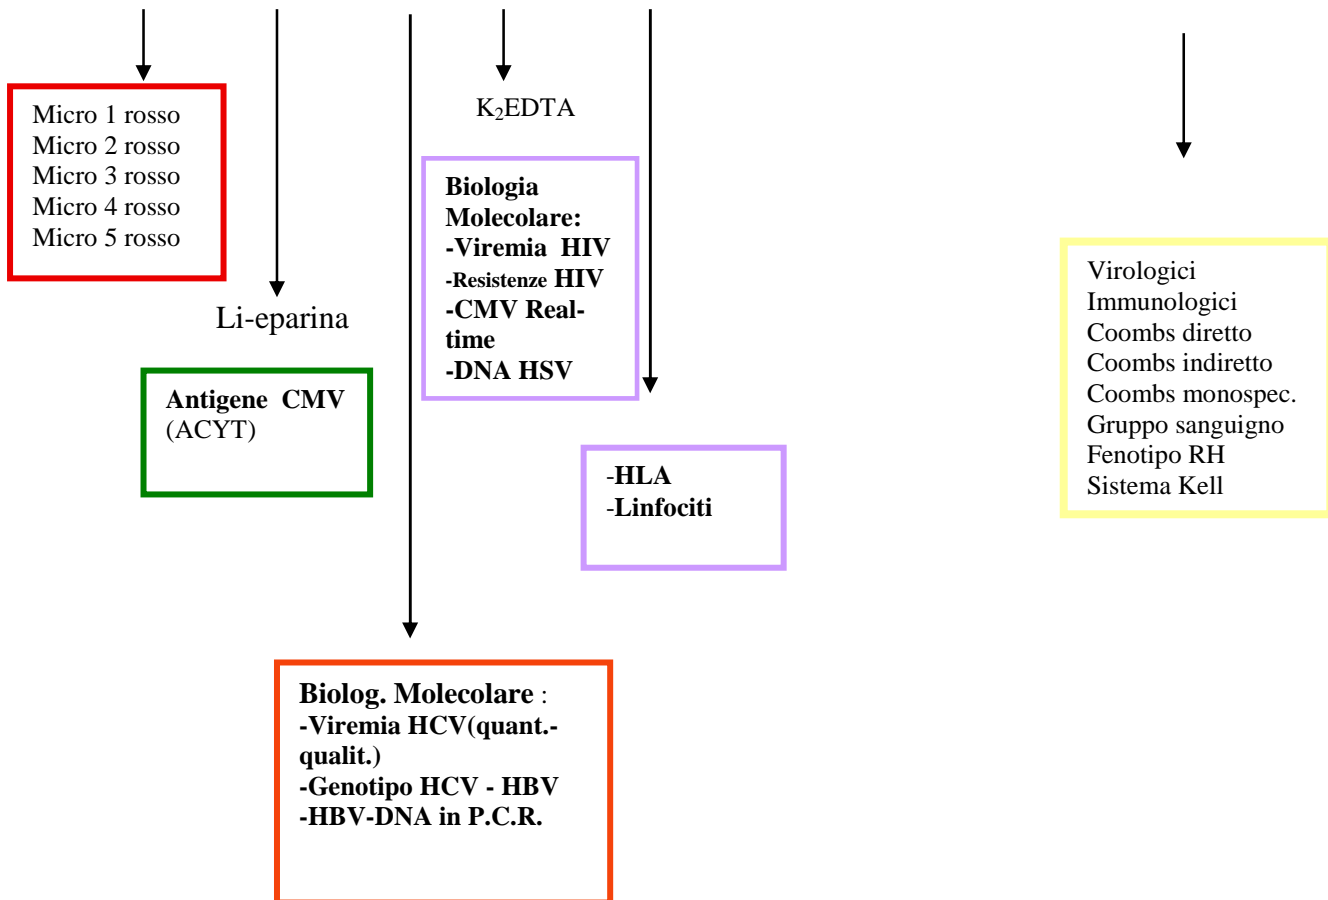 Micro 1 rosso
Micro 2 rosso
Micro 3 rosso
Micro 4 rosso
Micro 5 rosso
Li-eparina
Antigene CMV
(ACYT)
K₂EDTA
Biologia
Molecolare:
-Viremia HIV
-Resistenze HIV
-CMV Real-
time
-DNA HSV
-HLA
-Linfociti
Biolog. Molecolare :
-Viremia HCV(quant.-
qualit.)
-Genotipo HCV - HBV
-HBV-DNA in P.C.R.
Virologici
Immunologici
Coombs diretto
Coombs indiretto
Coombs monospec.
Gruppo sanguigno
Fenotipo RH
Sistema Kell